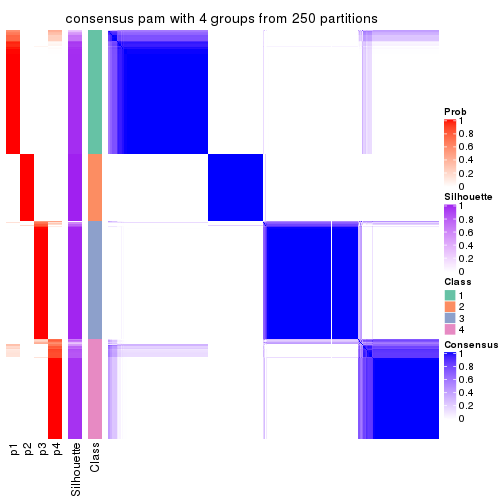 consensus pam with 4 groups from 250 partitions
Prob
1
0.8
0.6
0.4
0.2
0
Silhouette
1
0.8
0.6
0.4
0.2
0
Class
1
2
3
4
Consensus
1
0.8
0.6
0.4
0.2
0
p1
p2
p3
p4
Silhouette
Class